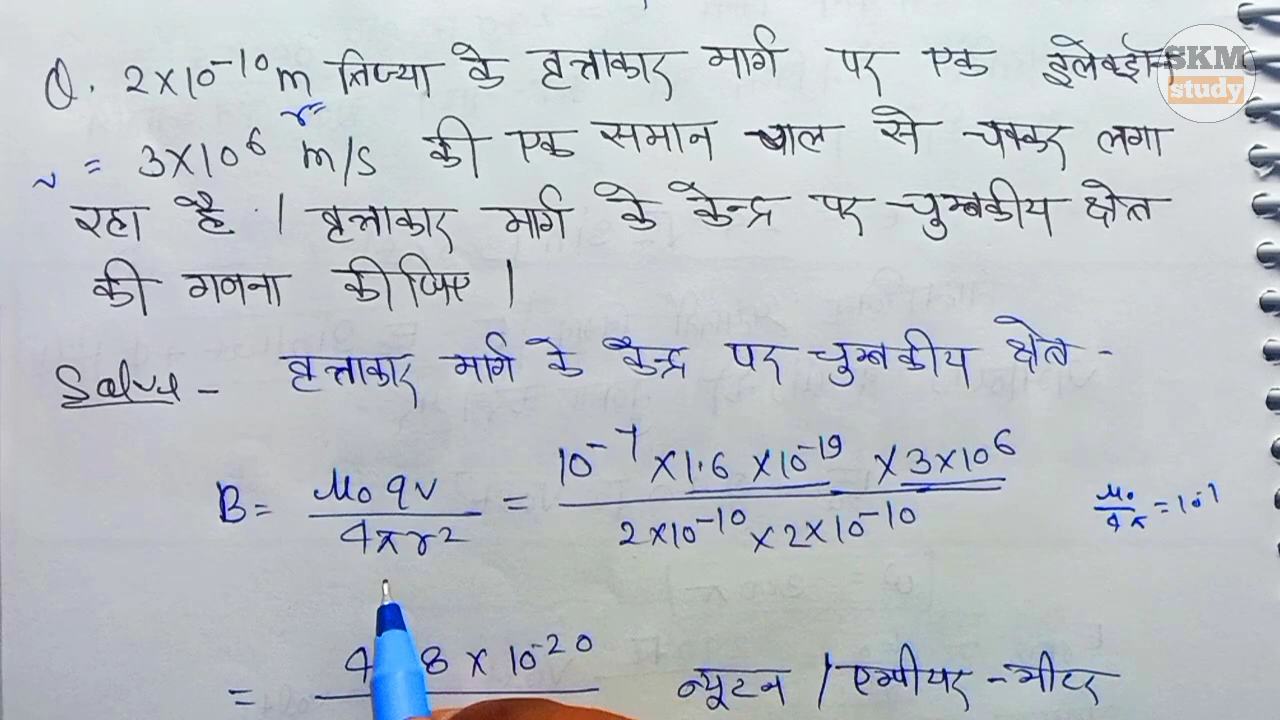 Q. 2×10⁻¹⁰ m त्रिज्या के वृत्ताकार मार्ग पर एक इलेक्ट्रॉन
r=
v = 3×10⁶ m/s की एक समान चाल से चक्कर लगा
रहा है । वृत्ताकार मार्ग के केन्द्र पर चुम्बकीय क्षेत्र
की गणना कीजिए ।
Solve - वृत्ताकार मार्ग के केन्द्र पर चुम्बकीय क्षेत्र -
B = μ₀qv / 4πr² = 10⁻⁷ × 1.6 × 10⁻¹⁹ × 3×10⁶ / 2×10⁻¹⁰ × 2×10⁻¹⁰
μ₀ / 4π = 10⁻⁷
= 8 × 10⁻²⁰ न्यूटन / एम्पीयर - मीटर
SKM
study